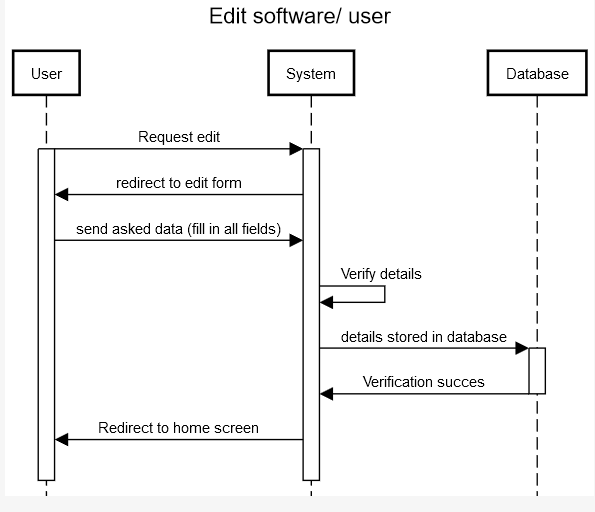 Edit software/ user
User
System
Database
Request edit
redirect to edit form
send asked data (fill in all fields)
Verify details
details stored in database
Verification succes
Redirect to home screen